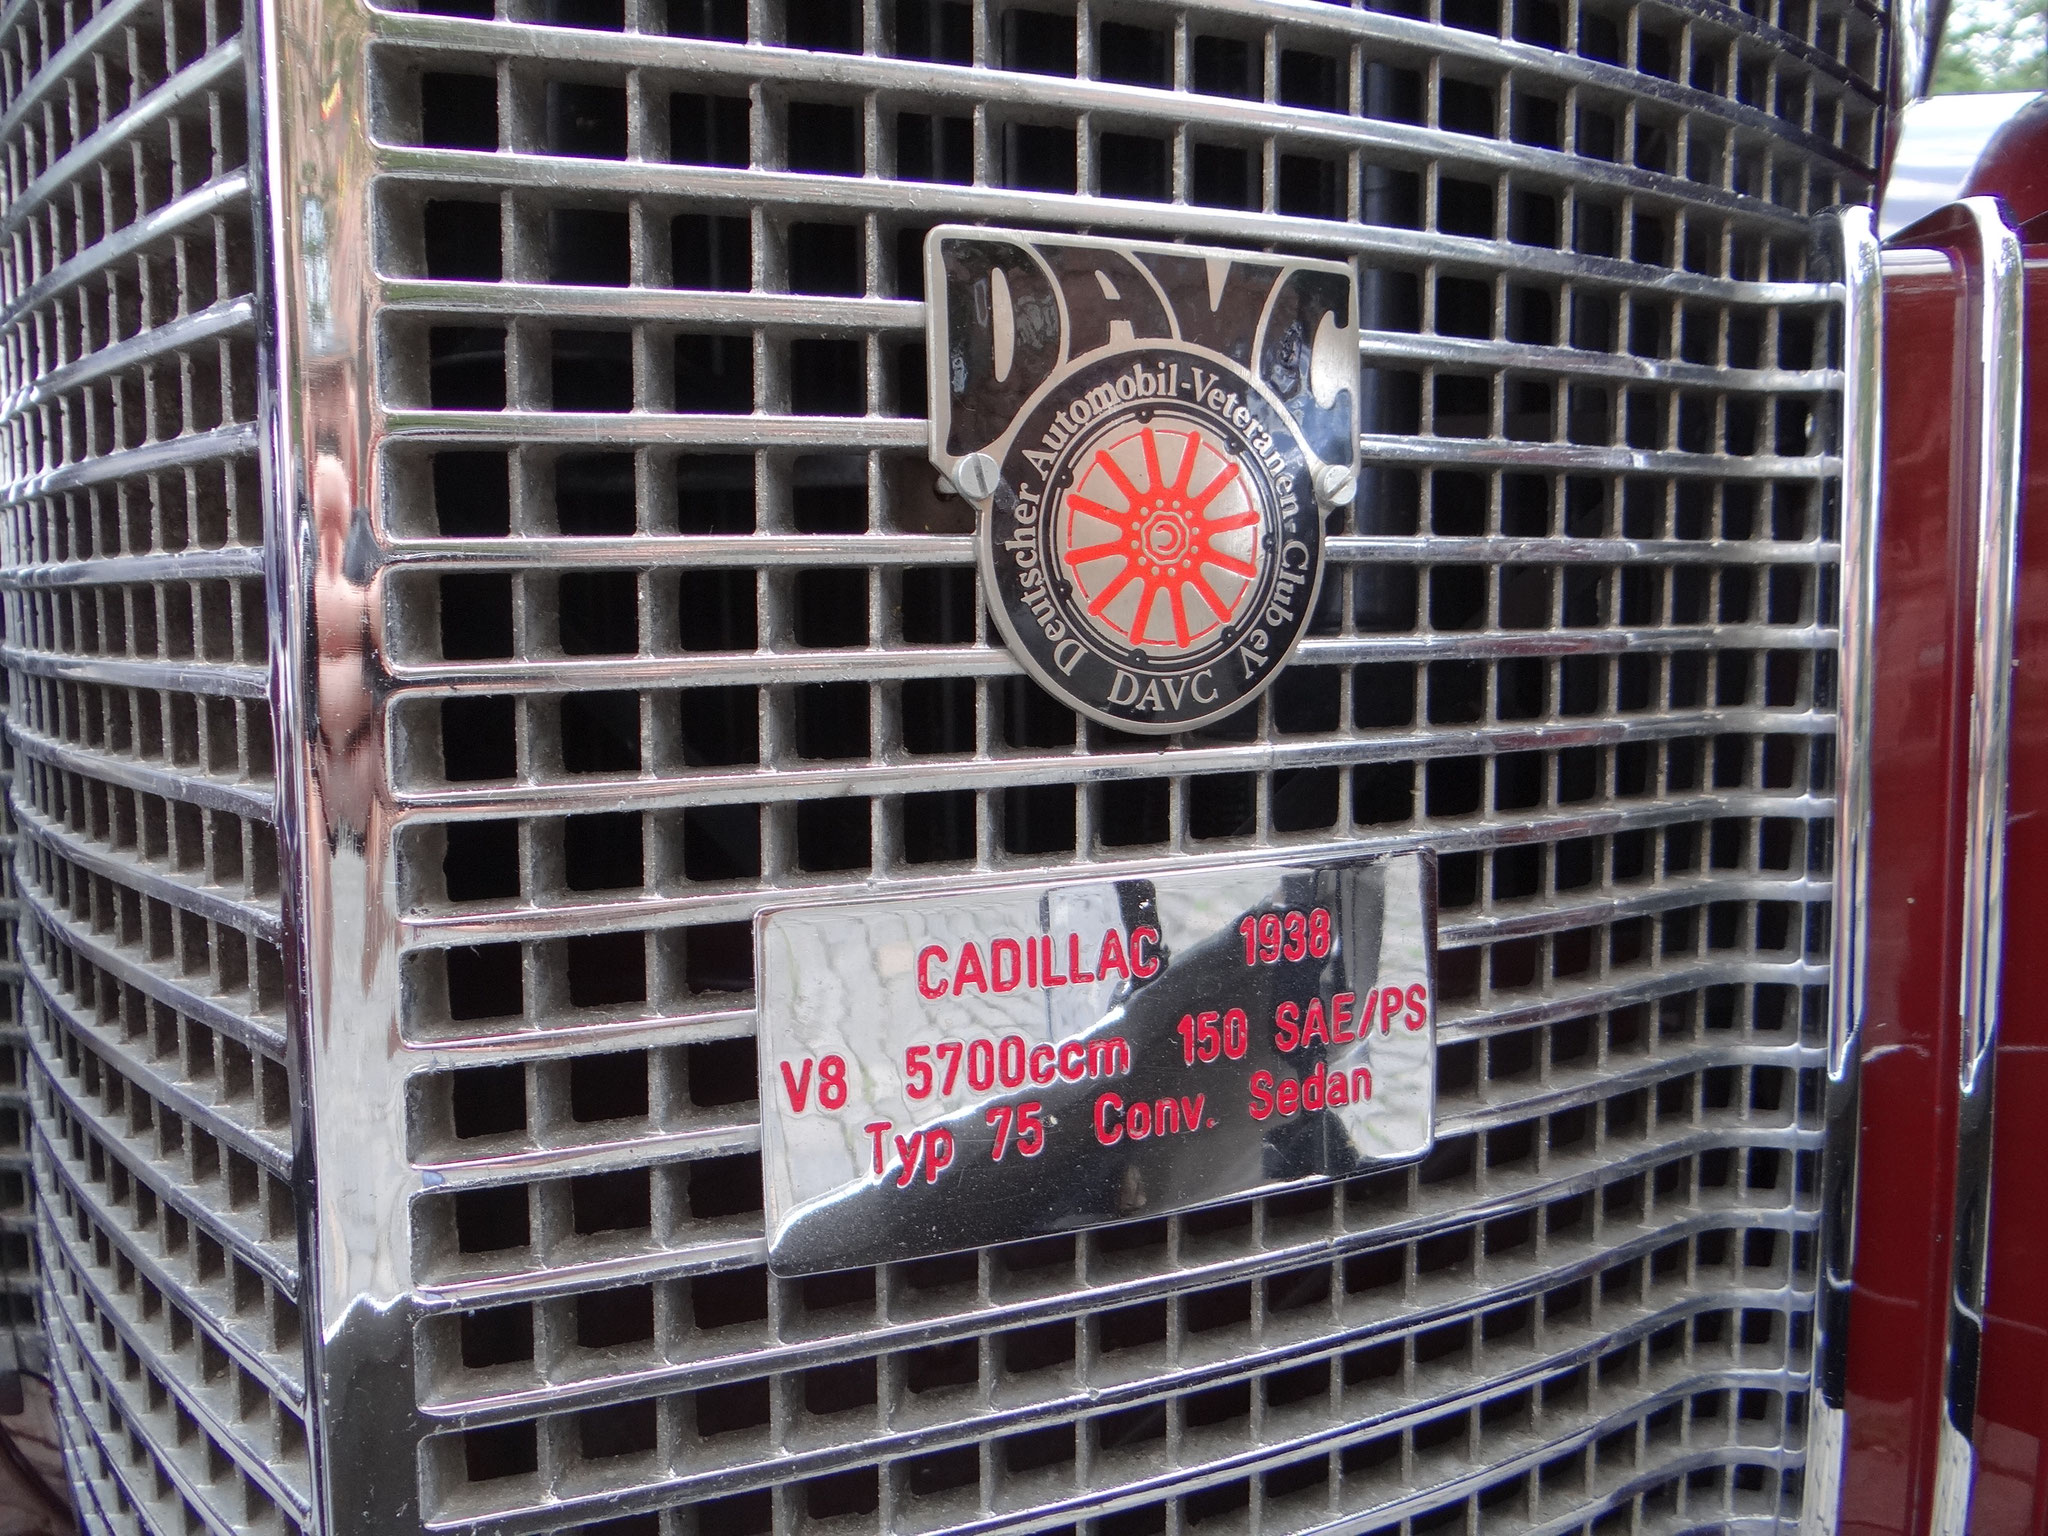 DAVC
Deutscher Automobil-Veteranen-Club eV
DAVC
CADILLAC 1938
V8 5700ccm 150 SAE/PS
Typ 75 Conv. Sedan